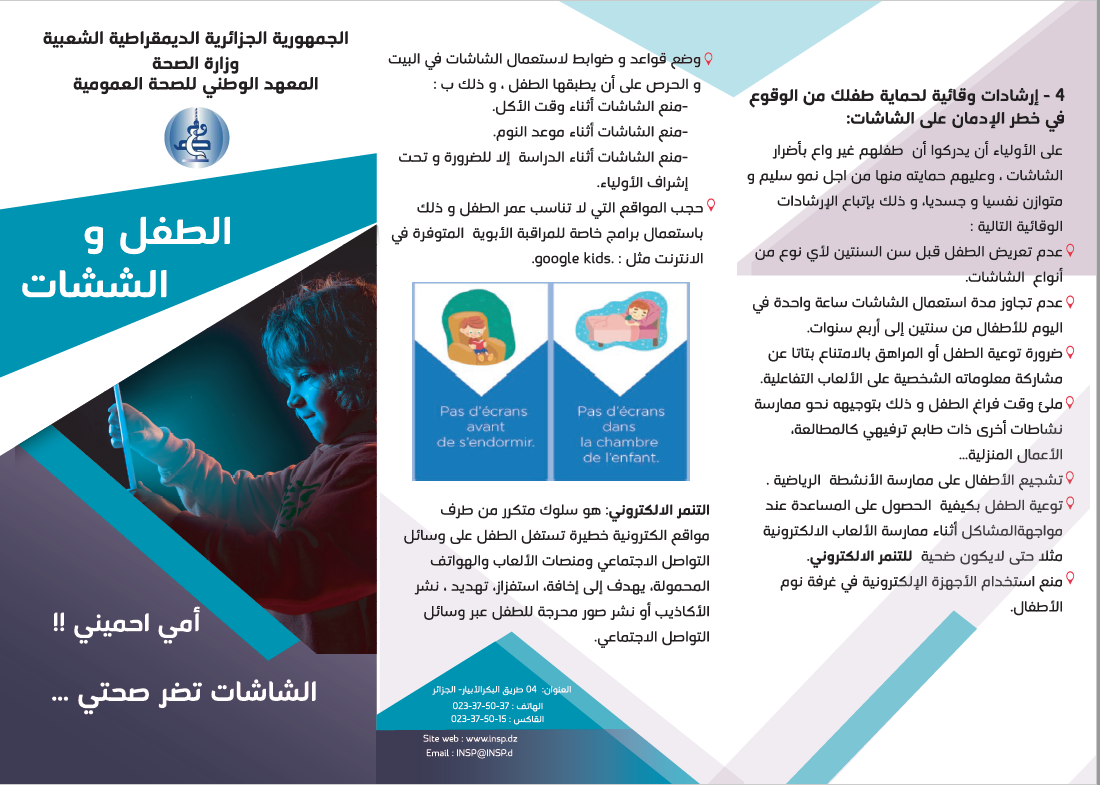 الجمهورية الجزائرية الديمقراطية الشعبية
وزارة الصحة
المعهد الوطني للصحة العمومية
الطفل و
الششات
أمي احميني !!
الشاشات تضر صحتي ...
وضع قواعد و ضوابط لاستعمال الشاشات في البيت
و الحرص على أن يطبقها الطفل ، و ذلك ب :
-منع الشاشات أثناء وقت الأكل.
-منع الشاشات أثناء موعد النوم.
-منع الشاشات أثناء الدراسة إلا للضرورة و تحت
إشراف الأولياء.
حجب المواقع التي لا تناسب عمر الطفل و ذلك
باستعمال برامج خاصة للمراقبة الأبوية المتوفرة في
الانترنت مثل : .google kids.
Pas d'écrans
avant
de s'endormir.
Pas d'écrans
dans
la chambre
de l'enfant.
التنمر الالكتروني: هو سلوك متكرر من طرف
مواقع الكترونية خطيرة تستغل الطفل على وسائل
التواصل الاجتماعي ومنصات الألعاب والهواتف
المحمولة، يهدف إلى إخافة، استفزاز، تهديد ، نشر
الأكاذيب أو نشر صور محرجة للطفل عبر وسائل
التواصل الاجتماعي.
العنوان: 04 طريق البكرالأبيار- الجزائر
الهاتف : 37-50-37-023
الفاكس : 15-50-37-023
Site web : www.insp.dz
Email : INSP@INSP.d
4 - إرشادات وقائية لحماية طفلك من الوقوع
في خطر الإدمان على الشاشات:
على الأولياء أن يدركوا أن طفلهم غير واع بأضرار
الشاشات ، وعليهم حمايته منها من اجل نمو سليم و
متوازن نفسيا و جسديا، و ذلك بإتباع الإرشادات
الوقائية التالية :
عدم تعريض الطفل قبل سن السنتين لأي نوع من
أنواع الشاشات.
عدم تجاوز مدة استعمال الشاشات ساعة واحدة في
اليوم للأطفال من سنتين إلى أربع سنوات.
ضرورة توعية الطفل أو المراهق بالامتناع بتاتا عن
مشاركة معلوماته الشخصية على الألعاب التفاعلية.
ملئ وقت فراغ الطفل و ذلك بتوجيهه نحو ممارسة
نشاطات أخرى ذات طابع ترفيهي كالمطالعة،
الأعمال المنزلية...
تشجيع الأطفال على ممارسة الأنشطة الرياضية .
توعية الطفل بكيفية الحصول على المساعدة عند
مواجهةالمشاكل أثناء ممارسة الألعاب الالكترونية
مثلا حتى لايكون ضحية للتنمر الالكتروني.
منع استخدام الأجهزة الإلكترونية في غرفة نوم
الأطفال.